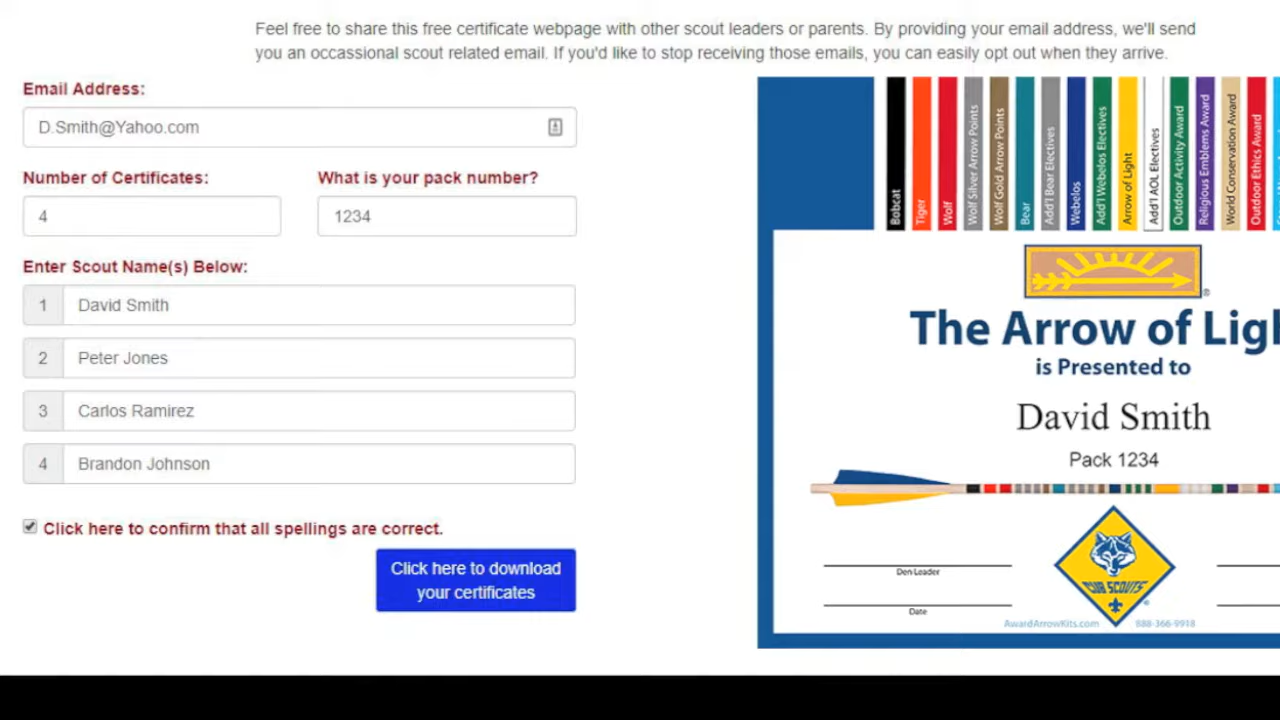 Feel free to share this free certificate webpage with other scout leaders or parents. By providing your email address, we'll send
you an occassional scout related email. If you'd like to stop receiving those emails, you can easily opt out when they arrive.
Email Address:
D.Smith@Yahoo.com
Number of Certificates:
What is your pack number?
4
1234
Enter Scout Name(s) Below:
1 David Smith
2 Peter Jones
3 Carlos Ramirez
4 Brandon Johnson
Click here to confirm that all spellings are correct.
Click here to download
your certificates
Bobcat
Tiger
Wolf
Wolf Silver Arrow Points
Wolf Gold Arrow Points
Bear
Add'l Bear Electives
Webelos
Add'l Webelos Electives
Arrow of Light
Add'l AOL Electives
Outdoor Activity Award
Religious Emblems Award
World Conservation Award
Outdoor Ethics Award
The Arrow of Ligh
is Presented to
David Smith
Pack 1234
Den Leader
Date
CUB SCOUTS
AwardArrowKits.com
888-366-9918